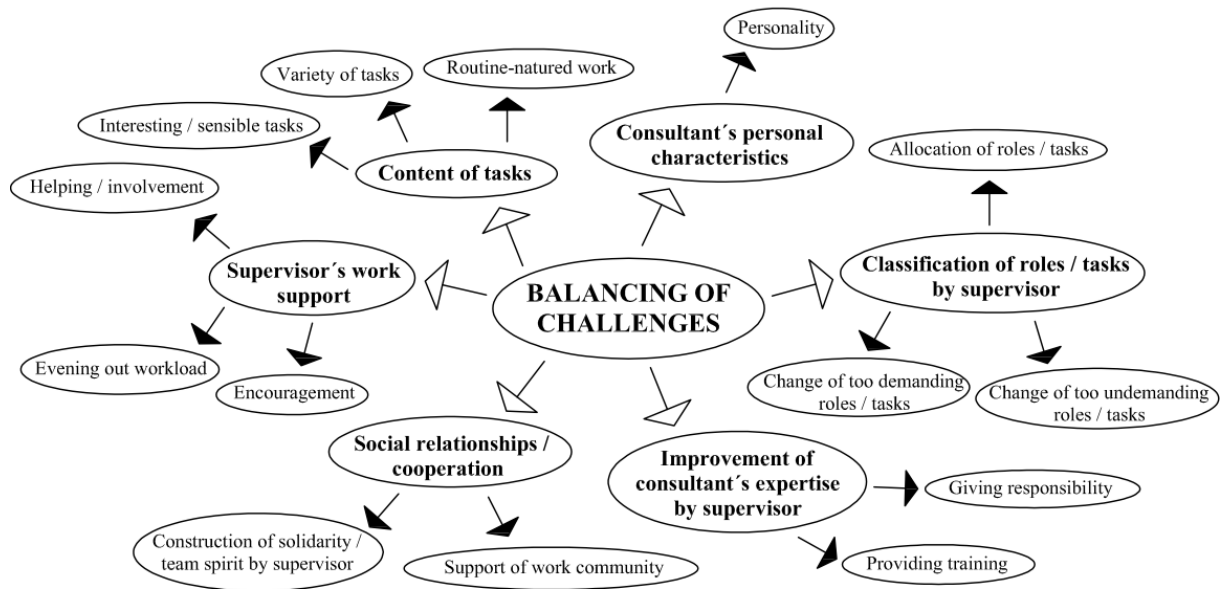 Personality
Variety of tasks
Routine-natured work
Interesting / sensible tasks
Consultant´s personal
characteristics
Allocation of roles / tasks
Content of tasks
Helping / involvement
Supervisor´s work
support
Classification of roles / tasks
by supervisor
BALANCING OF
CHALLENGES
Evening out workload
Encouragement
Change of too demanding
roles / tasks
Change of too undemanding
roles / tasks
Social relationships /
cooperation
Improvement of
consultant´s expertise
by supervisor
Giving responsibility
Construction of solidarity /
team spirit by supervisor
Support of work community
Providing training